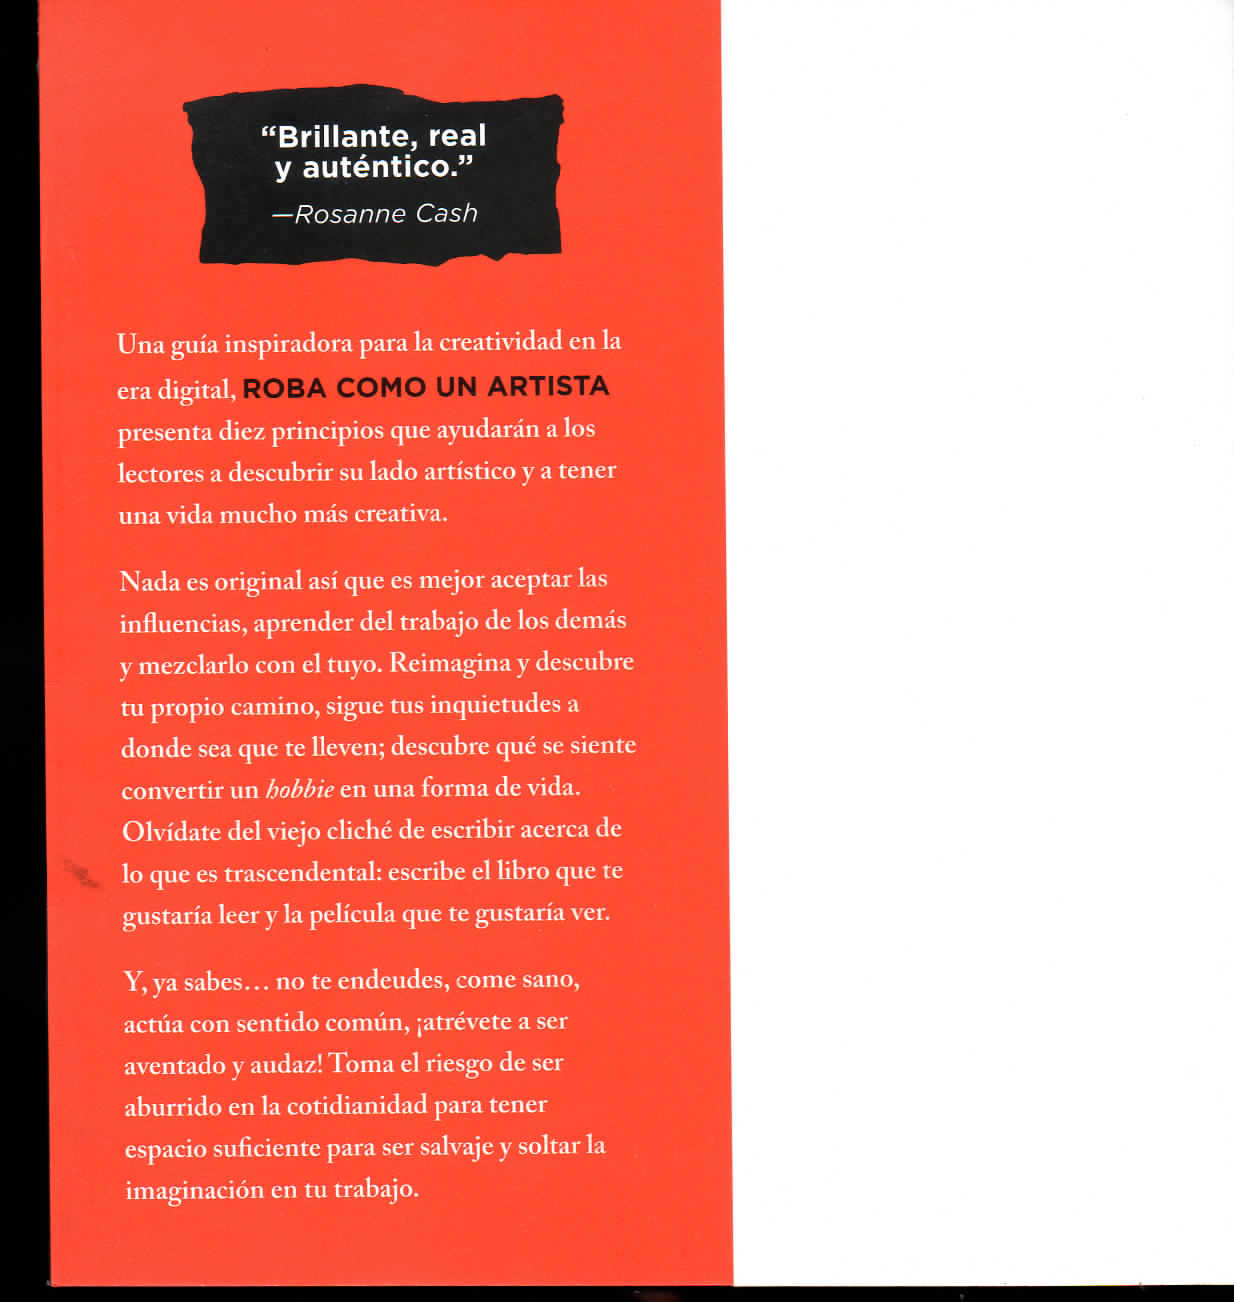 “Brillante, real
y auténtico.”
—Rosanne Cash
Una guía inspiradora para la creatividad en la
era digital, ROBA COMO UN ARTISTA
presenta diez principios que ayudarán a los
lectores a descubrir su lado artístico y a tener
una vida mucho más creativa.
Nada es original así que es mejor aceptar las
influencias, aprender del trabajo de los demás
y mezclarlo con el tuyo. Reimagina y descubre
tu propio camino, sigue tus inquietudes a
donde sea que te lleven; descubre qué se siente
convertir un hobbie en una forma de vida.
Olvídate del viejo cliché de escribir acerca de
lo que es trascendental: escribe el libro que te
gustaría leer y la película que te gustaría ver.
Y, ya sabes… no te endeudes, come sano,
actúa con sentido común, ¡atrévete a ser
aventado y audaz! Toma el riesgo de ser
aburrido en la cotidianidad para tener
espacio suficiente para ser salvaje y soltar la
imaginación en tu trabajo.